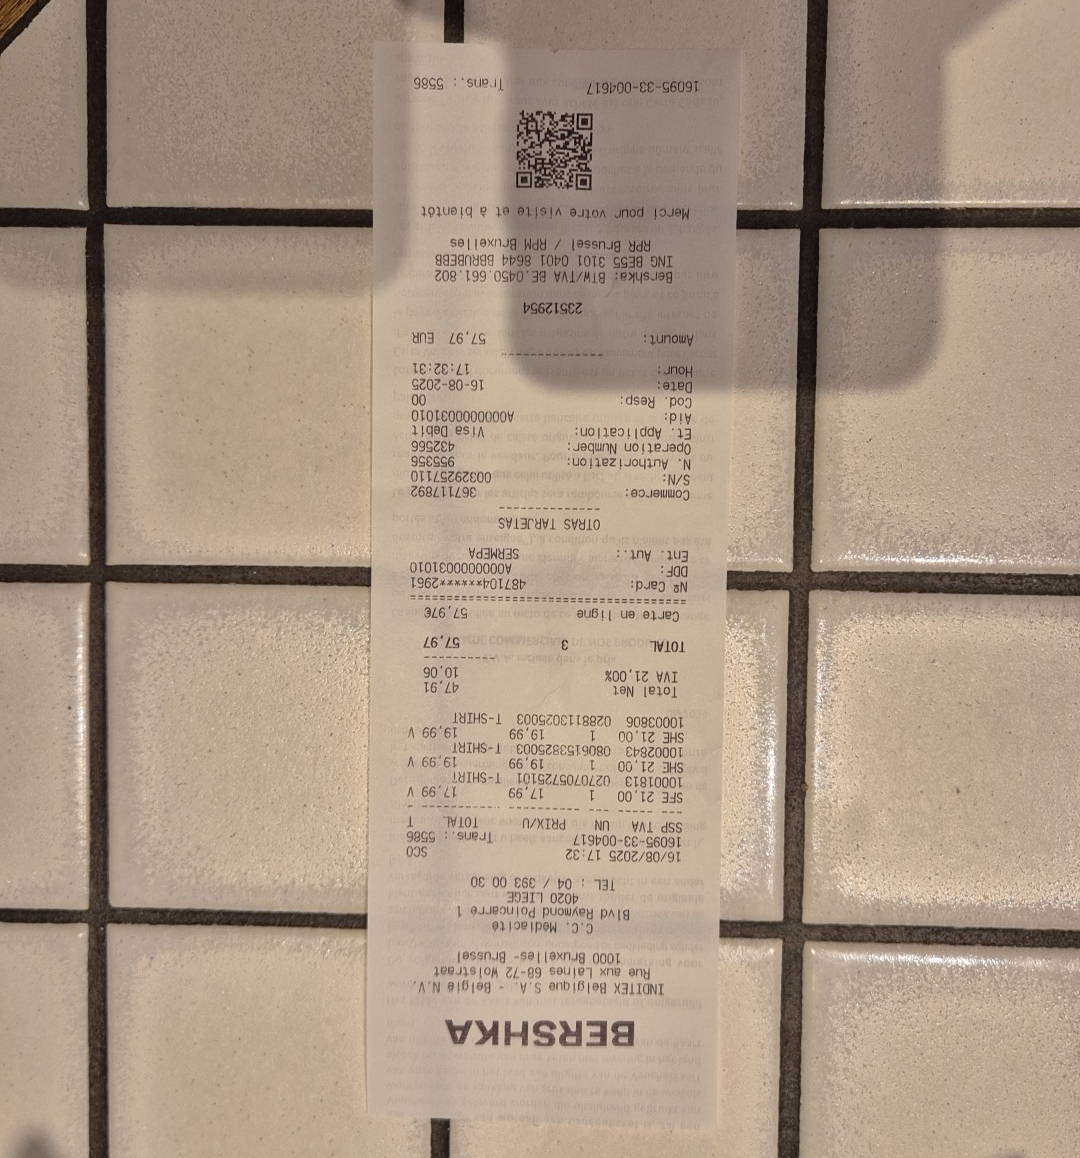 BERSHKA
INDITEX Belgique S.A. - België N.V.
Rue aux Laines 68-72 Wolstraat
1000 Bruxelles- Brussel
C.C. Médiacité
Blvd Raymond Poincarré 1
4020 LIEGE
TEL : 04 / 393 00 30
16/08/2025 17:32 SCO
16095-33-004617 Trans.: 5586
SSP TVA UN PRIX/U TOTAL T
SFE 21,00 1 17,99 17,99 V
10001813 0270705725101 T-SHIRT
SHE 21,00 1 19,99 19,99 V
10002843 0806153825003 T-SHIRT
SHE 21,00 1 19,99 19,99 V
10003806 0288113025003 T-SHIRT
Total Net 47,91
IVA 21,00% 10,06
TOTAL 3 57,97
Carte en ligne 57,97€
Nº Card: 487104******2961
DDF: A0000000031010
Ent. Aut.: SERMEPA
OTRAS TARJETAS
Commerce: 367117892
S/N: 00329257110
N. Authorization: 955356
Operation Number: 432566
Et. Application: Visa Debit
Aid: A0000000031010
Cod. Resp: 00
Date: 16-08-2025
Hour: 17:32:31
Amount: 57,97 EUR
23512954
Bershka: BTW/TVA BE.0450.661.802
ING BE55 3101 0401 8644 BBRUBEBB
RPR Brussel / RPM Bruxelles
Merci pour votre visite et à bientôt
16095-33-004617 Trans.: 5586